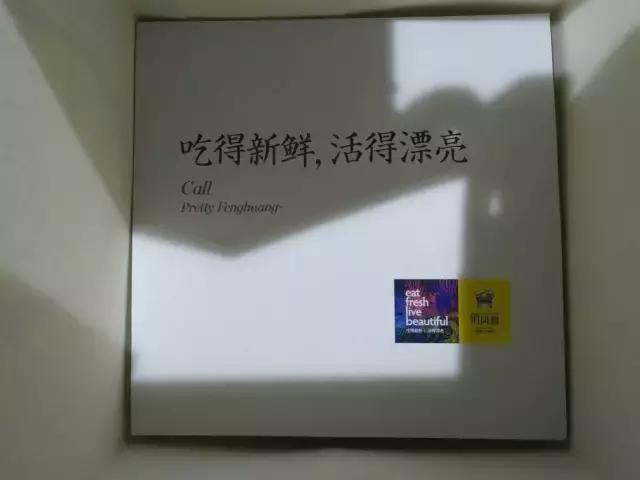 吃得新鲜，活得漂亮
Call
Pretty Fenghuang-
eat
fresh
live
beautiful